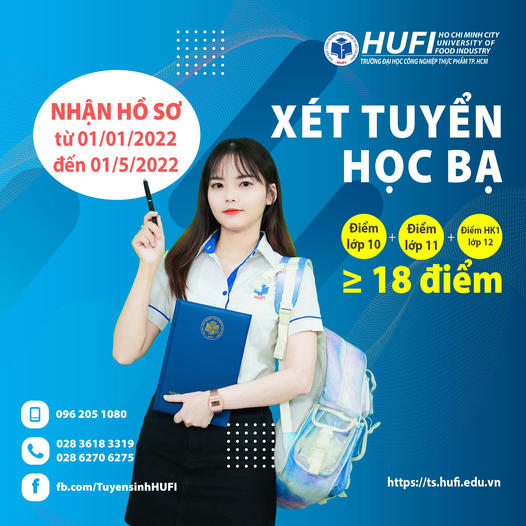 HUFI
HO CHI MINH CITY
UNIVERSITY OF
FOOD INDUSTRY
TRƯỜNG ĐẠI HỌC CÔNG NGHIỆP THỰC PHẨM TP. HCM
HUFI
NHẬN HỒ SƠ
từ 01/01/2022
đến 01/5/2022
XÉT TUYỂN
HỌC BẠ
Điểm
lớp 10
+
Điểm
lớp 11
+
Điểm HK1
lớp 12
≥ 18 điểm
HUFI
096 205 1080
028 3618 3319
028 6270 6275
fb.com/TuyensinhHUFI
https://ts.hufi.edu.vn